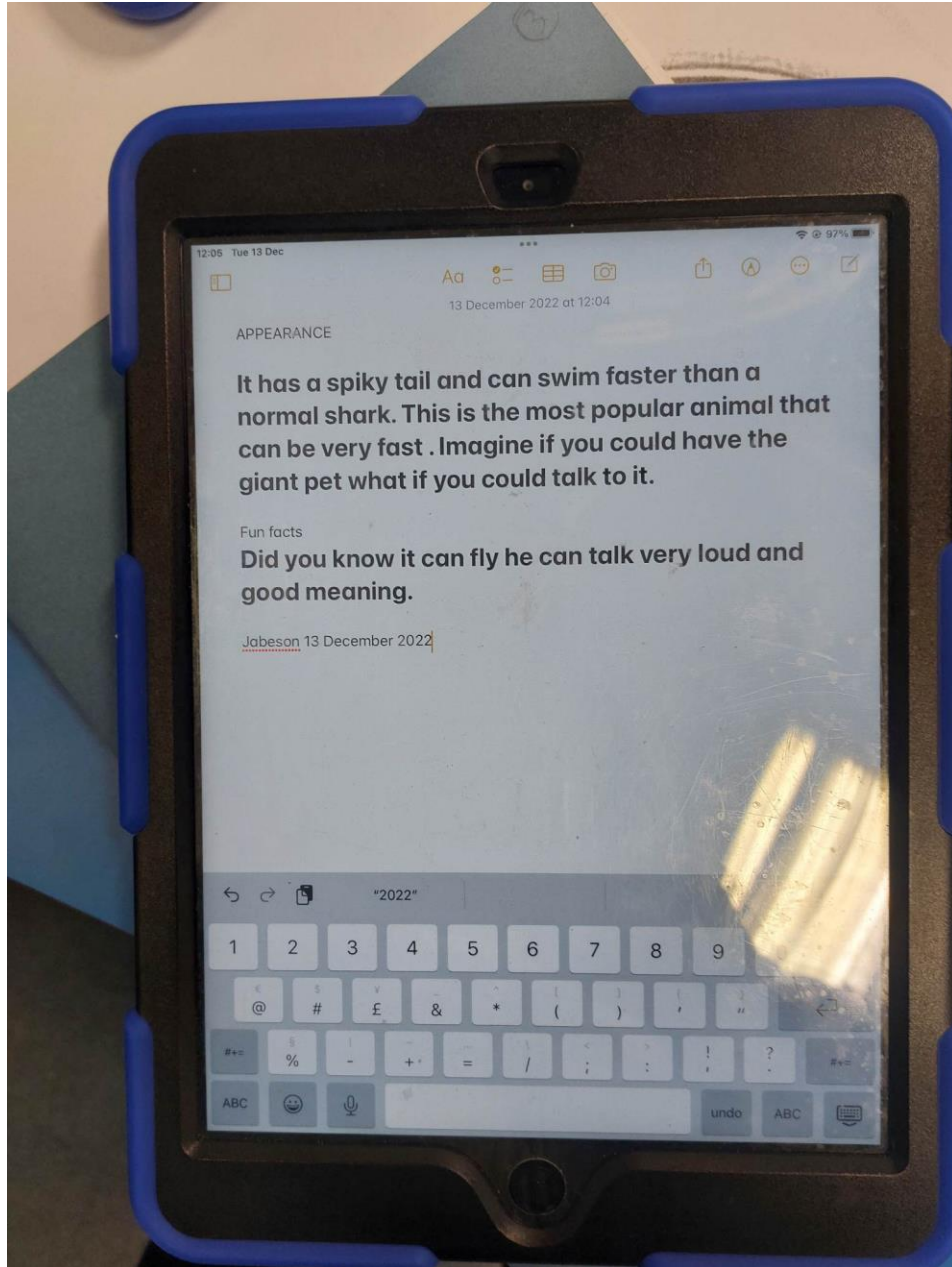 12:05 Tue 13 Dec
97%
Aa
13 December 2022 at 12:04
APPEARANCE
It has a spiky tail and can swim faster than a
normal shark. This is the most popular animal that
can be very fast . Imagine if you could have the
giant pet what if you could talk to it.
Fun facts
Did you know it can fly he can talk very loud and
good meaning.
Jabeson 13 December 2022
"2022"
1 2 3 4 5 6 7 8 9
@ # £ & * ( ) ' "
#+= % - + = / ; : ! ? #+=
ABC undo ABC